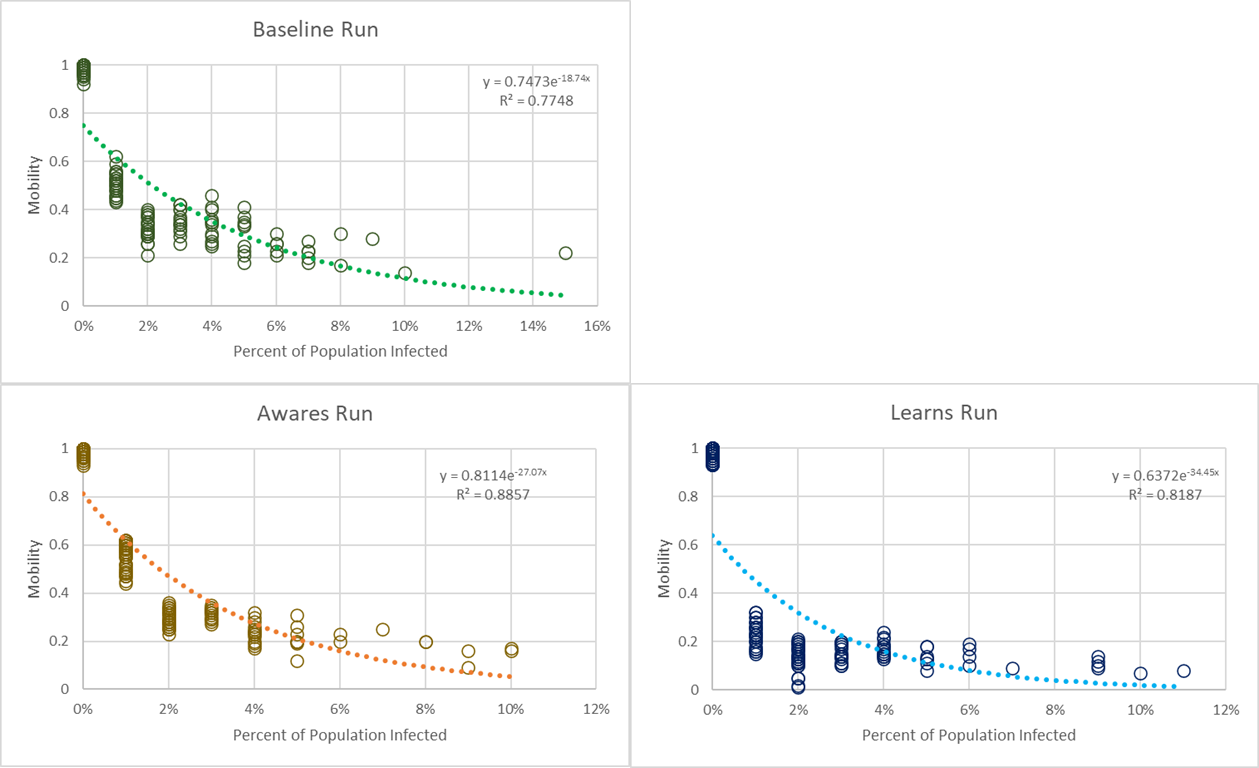 Baseline Run
y = 0.7473e^-18.74x
R² = 0.7748
1
0.8
0.6
0.4
0.2
0
Mobility
0% 2% 4% 6% 8% 10% 12% 14% 16%
Percent of Population Infected
Awares Run
y = 0.8114e^-27.07x
R² = 0.8857
1
0.8
0.6
0.4
0.2
0
Mobility
0% 2% 4% 6% 8% 10% 12%
Percent of Population Infected
Learns Run
y = 0.6372e^-34.45x
R² = 0.8187
1
0.8
0.6
0.4
0.2
0
Mobility
0% 2% 4% 6% 8% 10% 12%
Percent of Population Infected